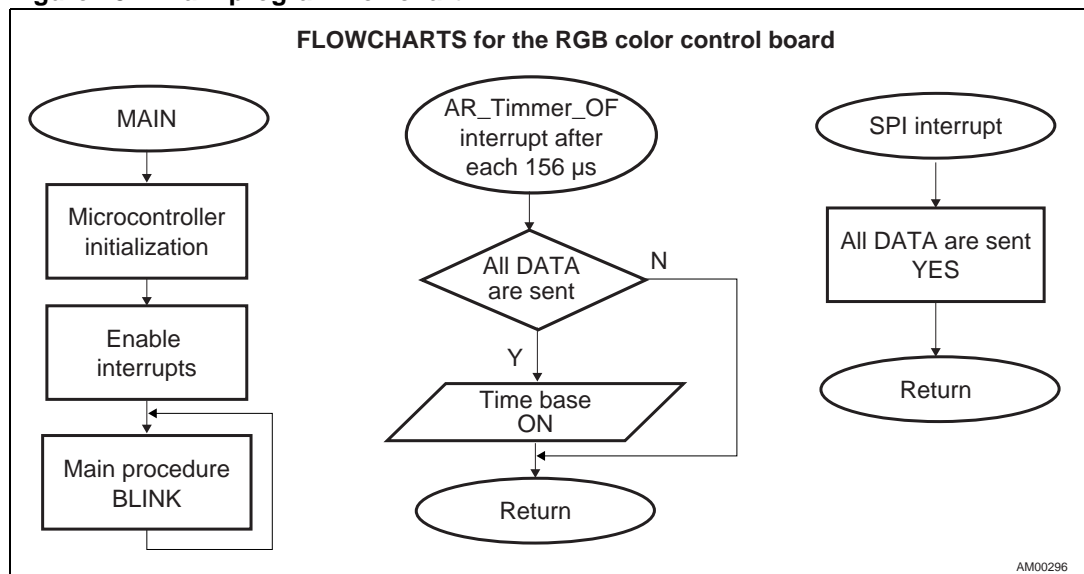 FLOWCHARTS for the RGB color control board
MAIN
Microcontroller
initialization
Enable
interrupts
Main procedure
BLINK
AR_Timmer_OF
interrupt after
each 156 µs
All DATA
are sent
N
Y
Time base
ON
Return
SPI interrupt
All DATA are sent
YES
Return
AM00296